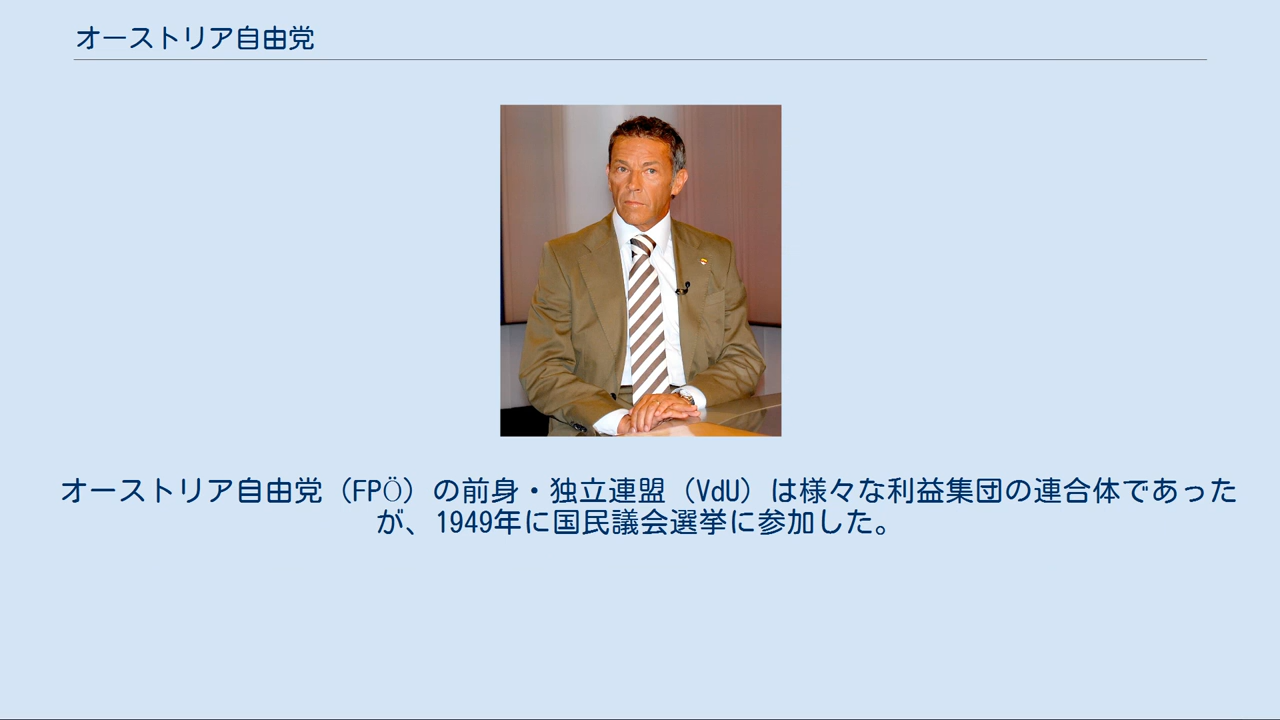 オーストリア自由党
オーストリア自由党（FPÖ）の前身・独立連盟（VdU）は様々な利益集団の連合体であった
が、1949年に国民議会選挙に参加した。